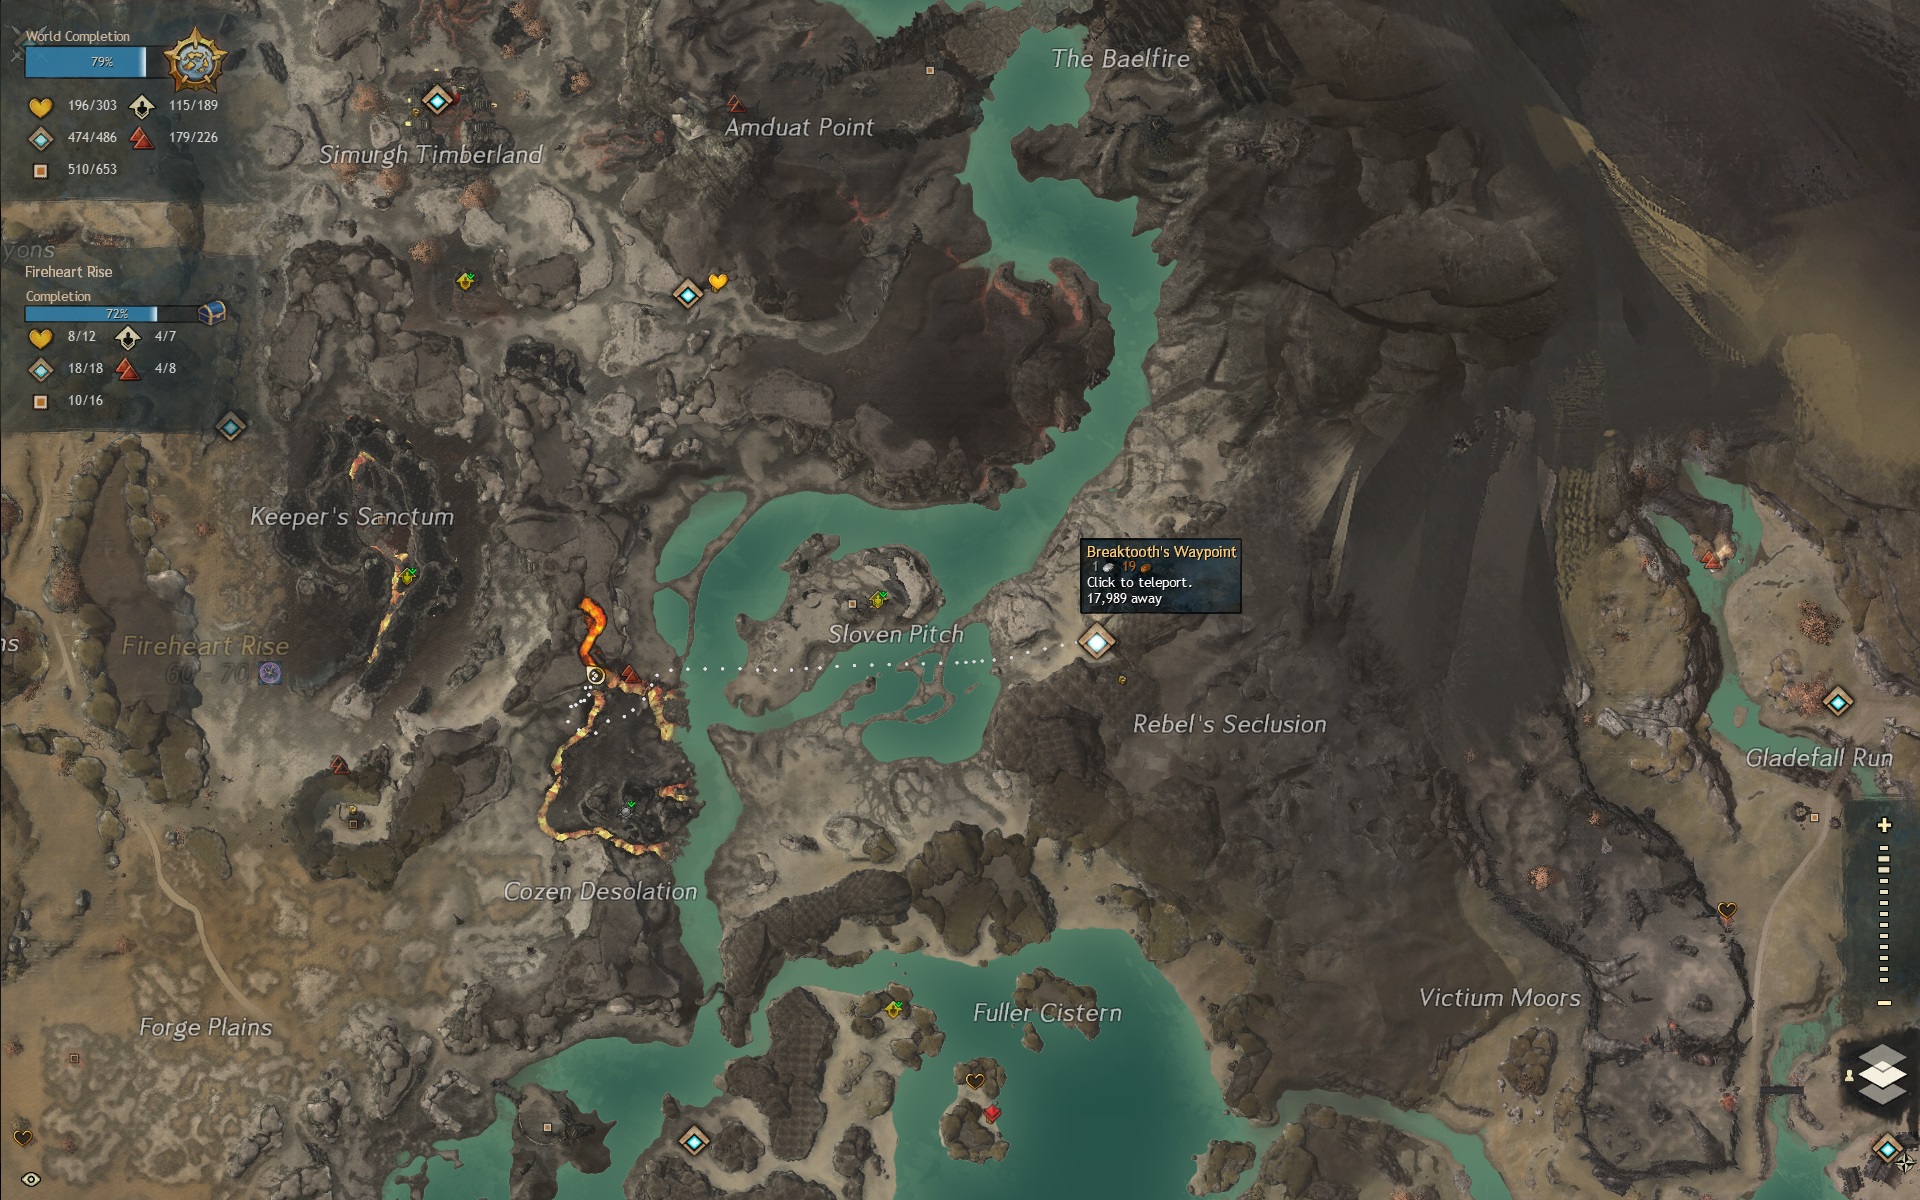 World Completion
79%
196/303 115/189
474/486 179/226
510/653
The Baelfire
Amduat Point
Simurgh Timberland
yons
Fireheart Rise
Completion
72%
8/12 4/7
18/18 4/8
10/16
Keeper's Sanctum
Breaktooth's Waypoint
1 19
Click to teleport.
17,989 away
Sloven Pitch
ns
Fireheart Rise
60 - 70
Rebel's Seclusion
Gladefall Run
Cozen Desolation
Victium Moors
Fuller Cistern
Forge Plains